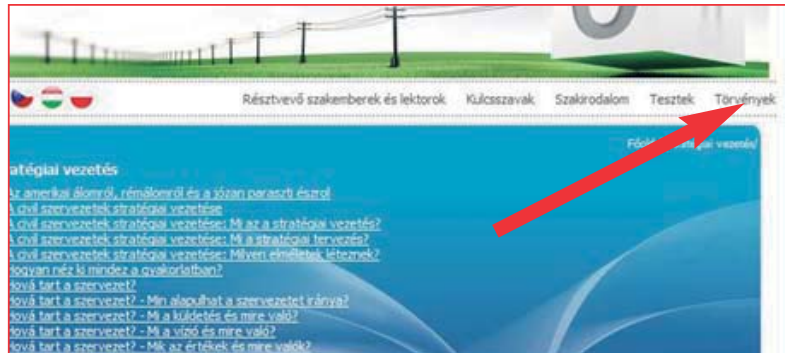 Résztvevő szakemberek és lektorok Kulcsszavak Szakirodalom Tesztek Törvények
vezetés/
ratégiai vezetés
Az amerikai álomról, rémálomról és a józan paraszti észről
A civil szervezetek stratégiai vezetése
A civil szervezetek stratégiai vezetése: Mi az a stratégiai vezetés?
A civil szervezetek stratégiai vezetése: Mi a stratégiai tervezés?
A civil szervezetek stratégiai vezetése: Milyen elméletek léteznek?
Hogyan néz ki mindez a gyakorlatban?
Hová tart a szervezet?
Hová tart a szervezet? - Min alapulhat a szervezetet iránya?
Hová tart a szervezet? - Mi a küldetés és mire való?
Hová tart a szervezet? - Mi a vízió és mire való?
Hová tart a szervezet? - Mik az értékek és mire valók?